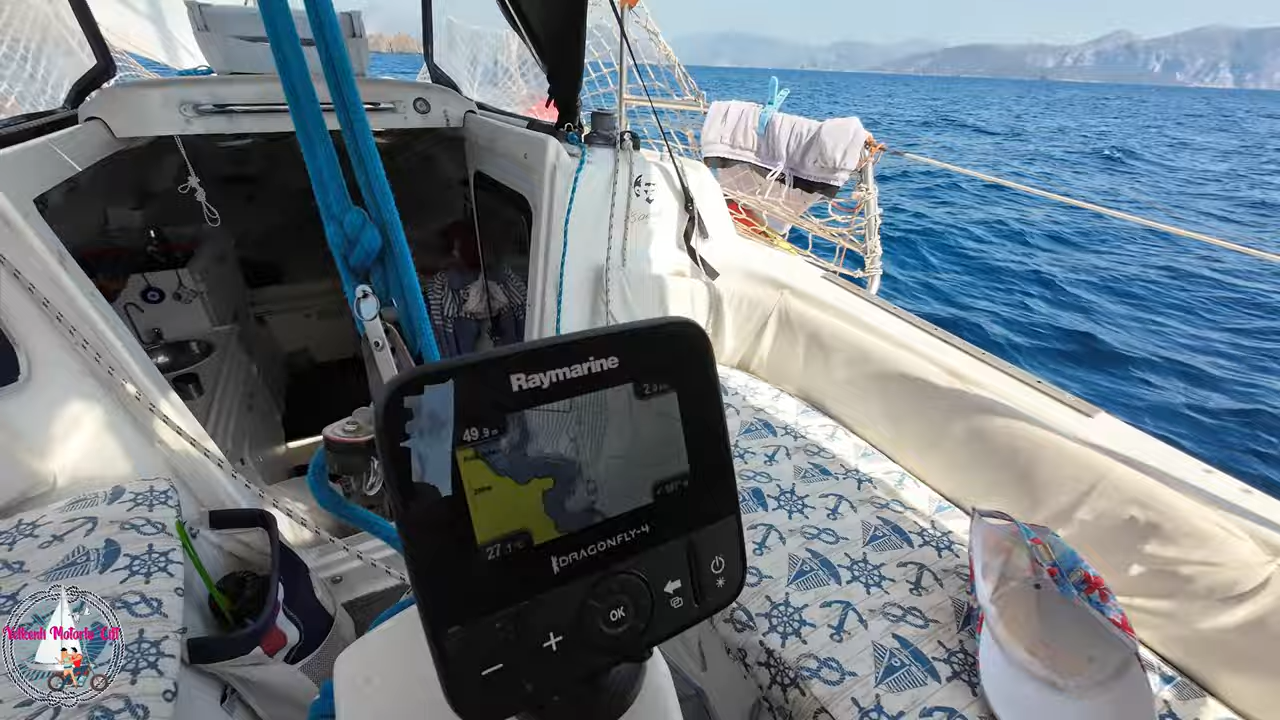 Raymarine
49.9
27.1
DRAGONFLY-4
OK
Yelkenli Motorlu Çift